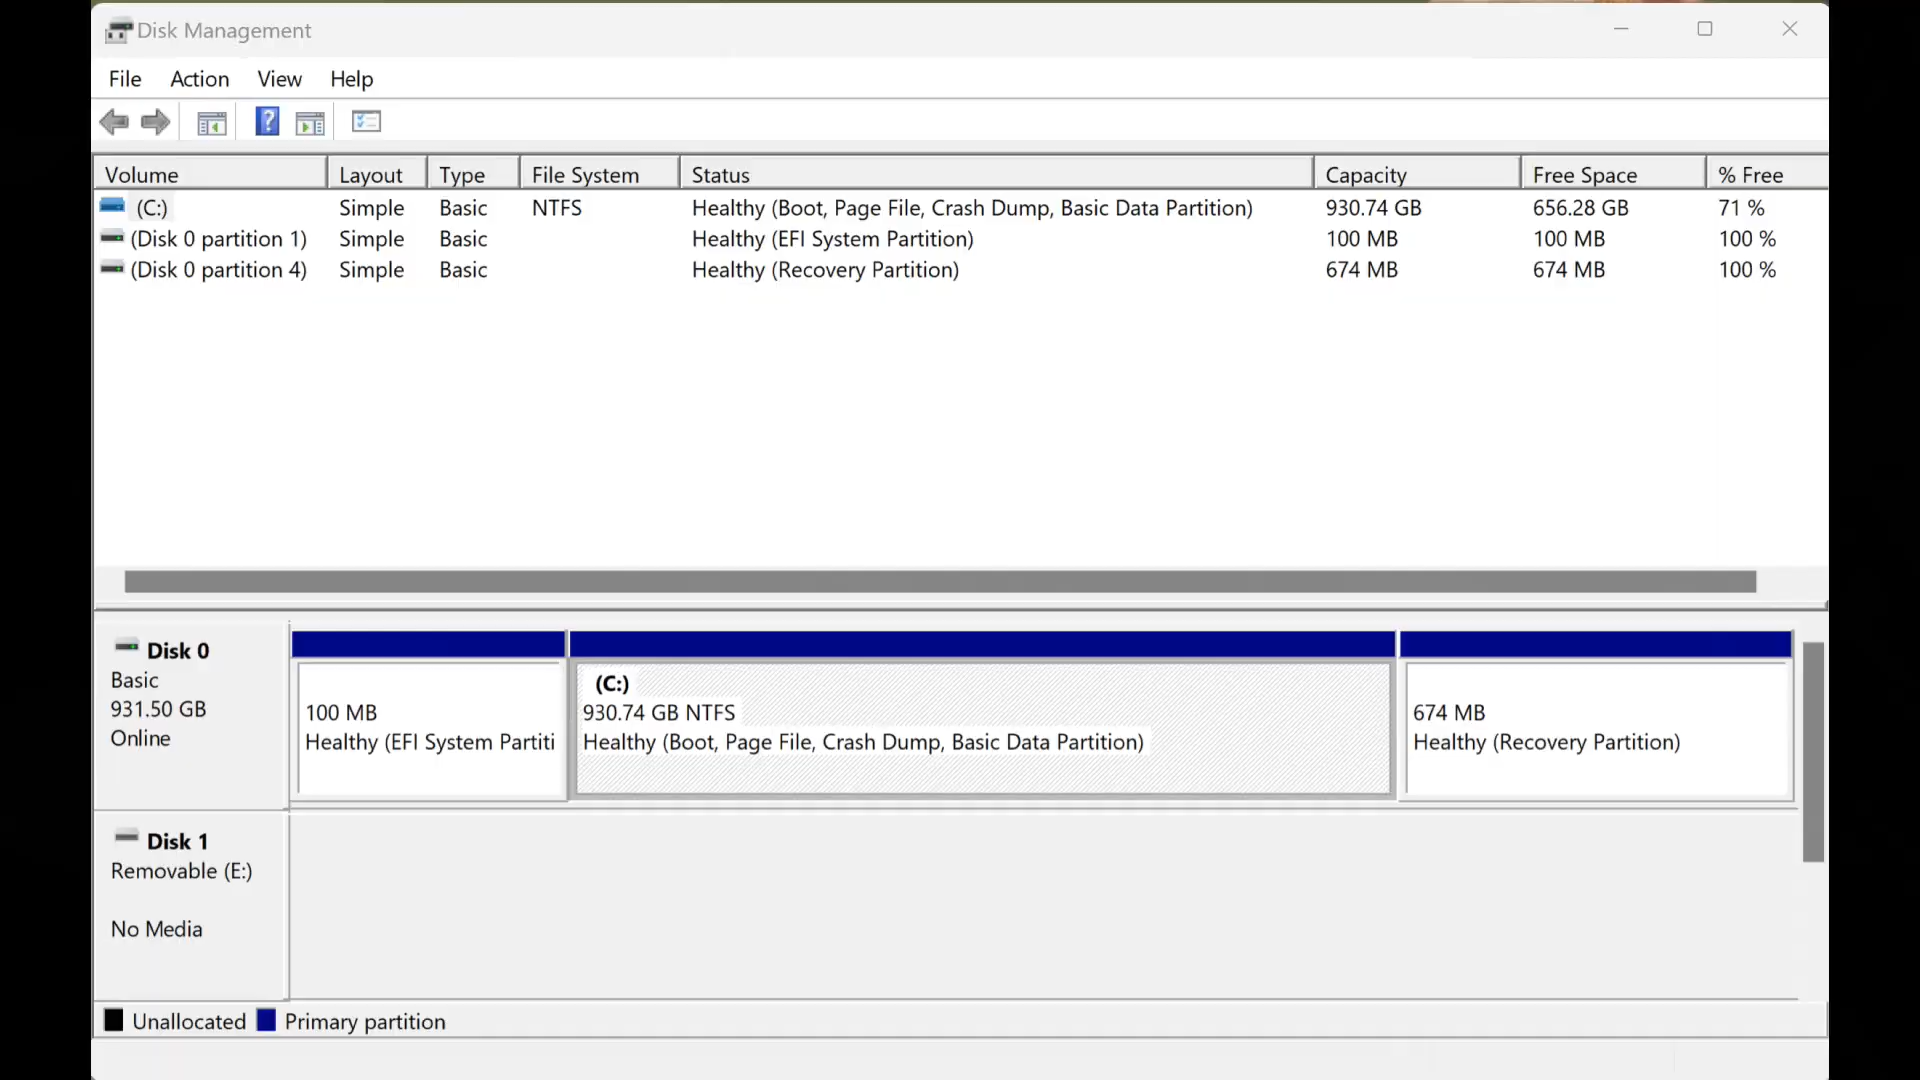 Disk Management
File Action View Help
Volume Layout Type File System Status Capacity Free Space % Free
(C:) Simple Basic NTFS Healthy (Boot, Page File, Crash Dump, Basic Data Partition) 930.74 GB 656.28 GB 71 %
(Disk 0 partition 1) Simple Basic Healthy (EFI System Partition) 100 MB 100 MB 100 %
(Disk 0 partition 4) Simple Basic Healthy (Recovery Partition) 674 MB 674 MB 100 %
Disk 0
Basic
931.50 GB
Online
100 MB
Healthy (EFI System Partiti
(C:)
930.74 GB NTFS
Healthy (Boot, Page File, Crash Dump, Basic Data Partition)
674 MB
Healthy (Recovery Partition)
Disk 1
Removable (E:)
No Media
Unallocated Primary partition